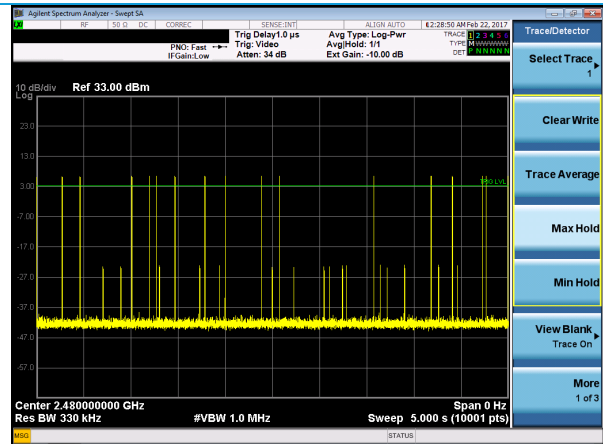 Agilent Spectrum Analyzer - Swept SA
LXI RF 50 Ω DC CORREC SENSE:INT ALIGN AUTO 12:28:50 AM Feb 22, 2017
Trig Delay1.0 µs Avg Type: Log-Pwr TRACE 1 2 3 4 5 6
PNO: Fast Trig: Video Avg|Hold: 1/1 TYPE M W W W W W
IFGain:Low Atten: 34 dB Ext Gain: -10.00 dB DET P N N N N N
10 dB/div Ref 33.00 dBm
Log
23.0
13.0
3.00
TRIG LVL
-7.00
-17.0
-27.0
-37.0
-47.0
-57.0
Center 2.480000000 GHz Span 0 Hz
Res BW 330 kHz #VBW 1.0 MHz Sweep 5.000 s (10001 pts)
MSG STATUS
Trace/Detector
Select Trace
1
Clear Write
Trace Average
Max Hold
Min Hold
View Blank
Trace On
More
1 of 3